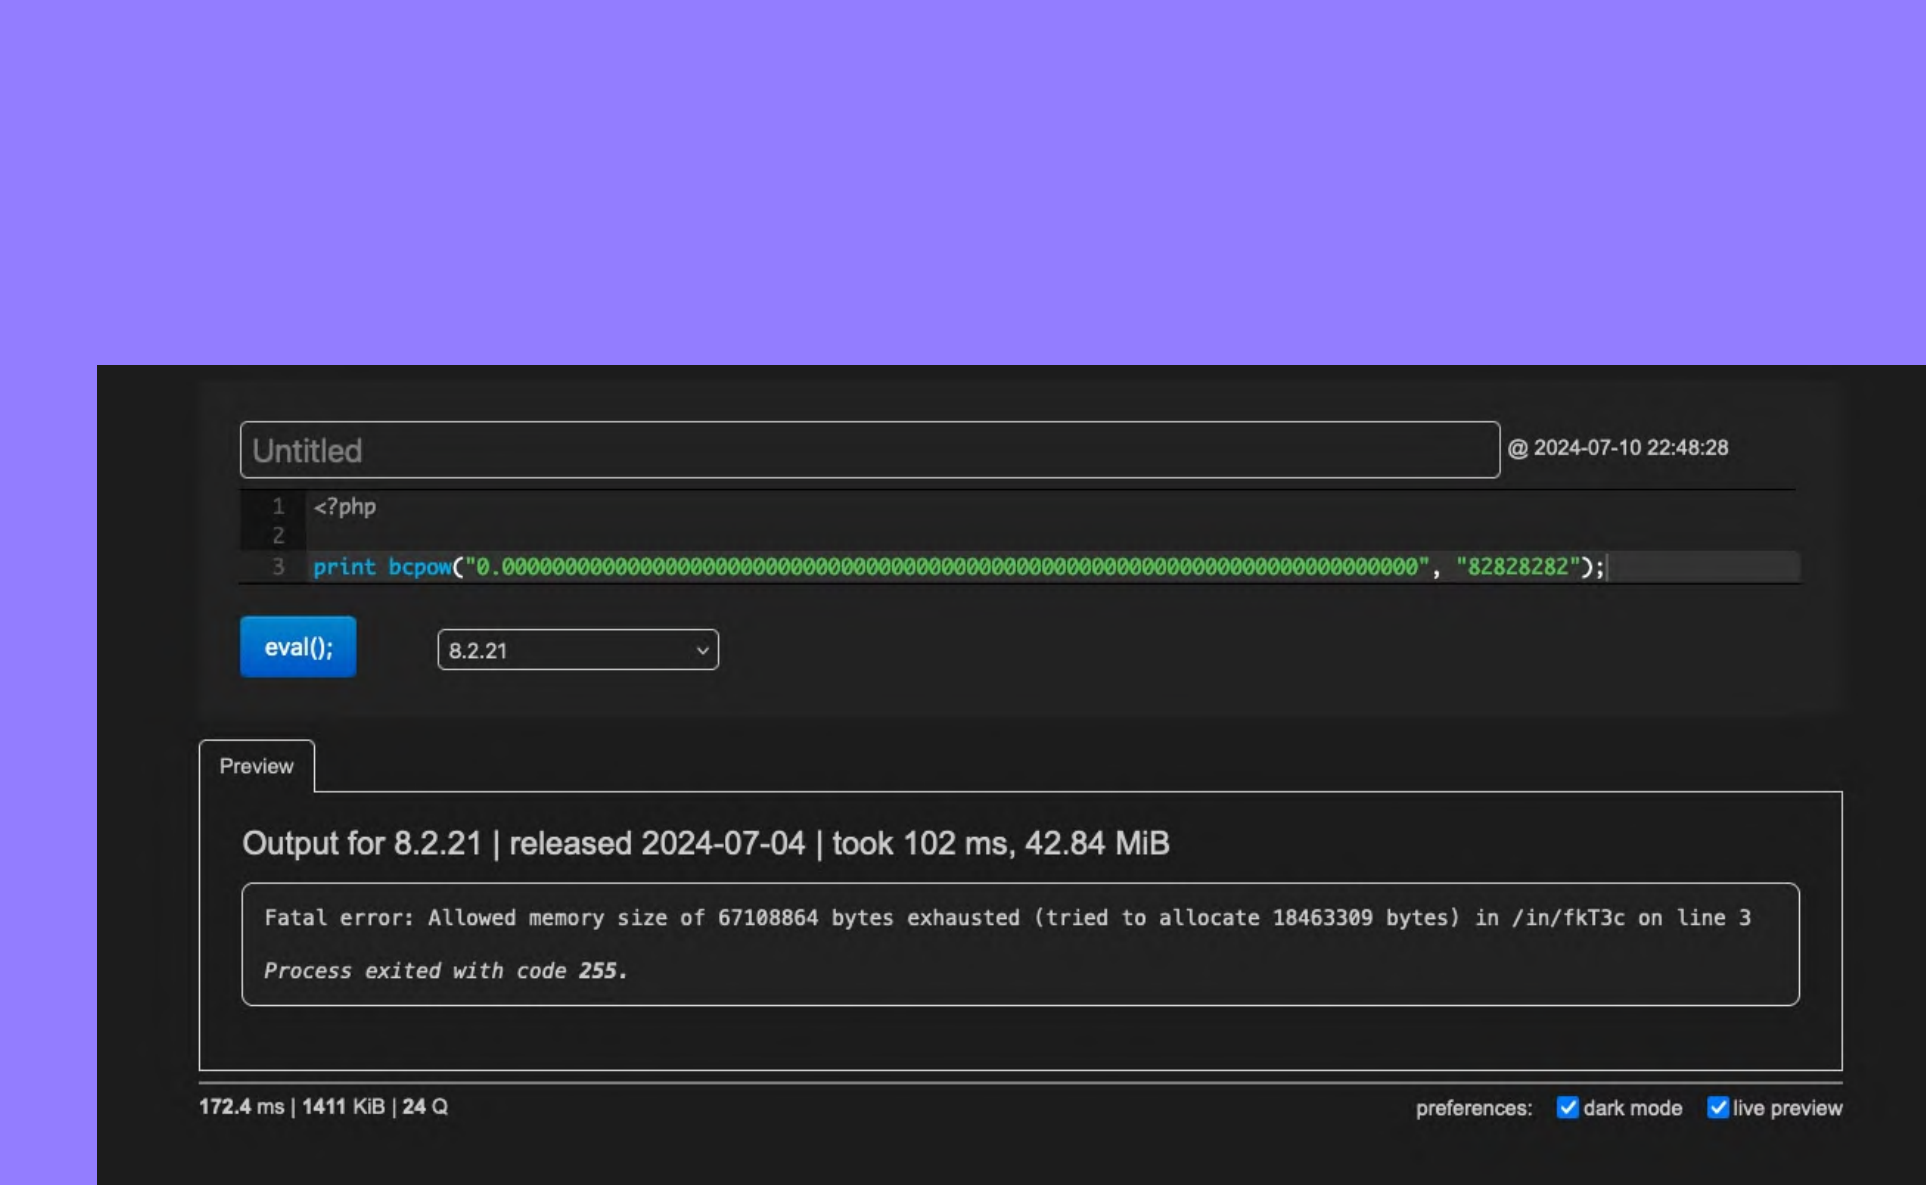 Untitled
@ 2024-07-10 22:48:28
1 <?php
2
3 print bcpow("0.000000000000000000000000000000000000000000000000000000000000000000000000", "82828282");
eval();
8.2.21
Preview
Output for 8.2.21 | released 2024-07-04 | took 102 ms, 42.84 MiB
Fatal error: Allowed memory size of 67108864 bytes exhausted (tried to allocate 18463309 bytes) in /in/fkT3c on line 3
Process exited with code 255.
172.4 ms | 1411 KiB | 24 Q
preferences: dark mode live preview